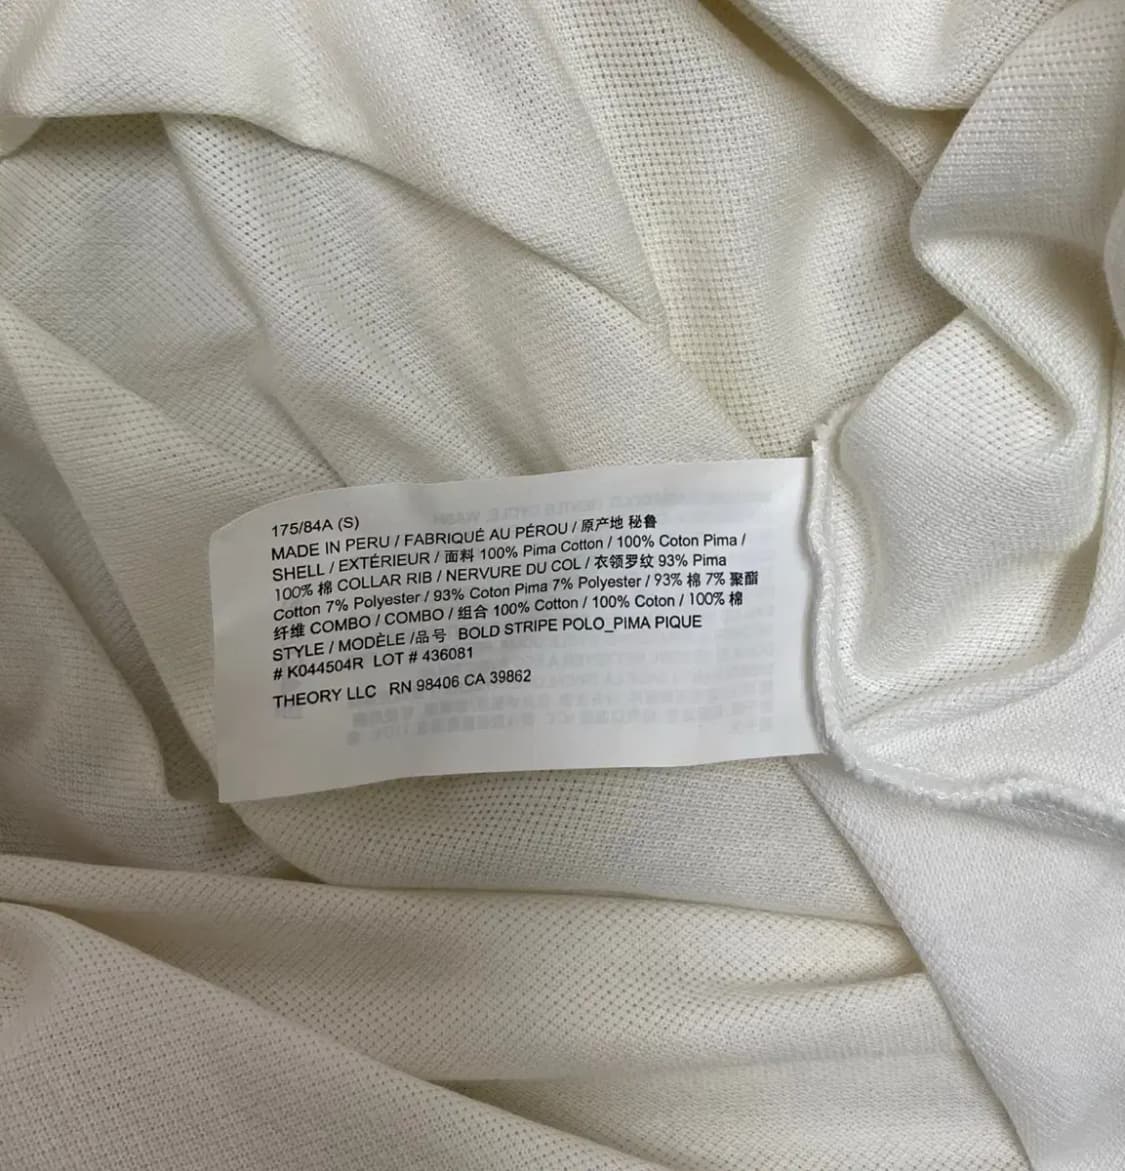 175/84A (S)
MADE IN PERU / FABRIQUÉ AU PÉROU / 原产地 秘鲁
SHELL / EXTÉRIEUR / 面料 100% Pima Cotton / 100% Coton Pima /
100% 棉 COLLAR RIB / NERVURE DU COL / 衣领罗纹 93% Pima
Cotton 7% Polyester / 93% Coton Pima 7% Polyester / 93% 棉 7% 聚酯
纤维 COMBO / COMBO / 组合 100% Cotton / 100% Coton / 100% 棉
STYLE / MODÈLE /品号 BOLD STRIPE POLO_PIMA PIQUE
# K044504R LOT # 436081
THEORY LLC RN 98406 CA 39862